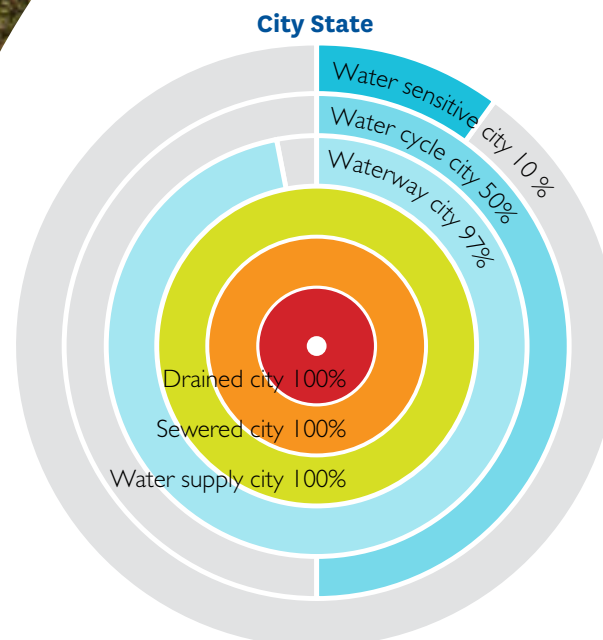 City State
Water sensitive city 10 %
Water cycle city 50%
Waterway city 97%
Drained city 100%
Sewered city 100%
Water supply city 100%